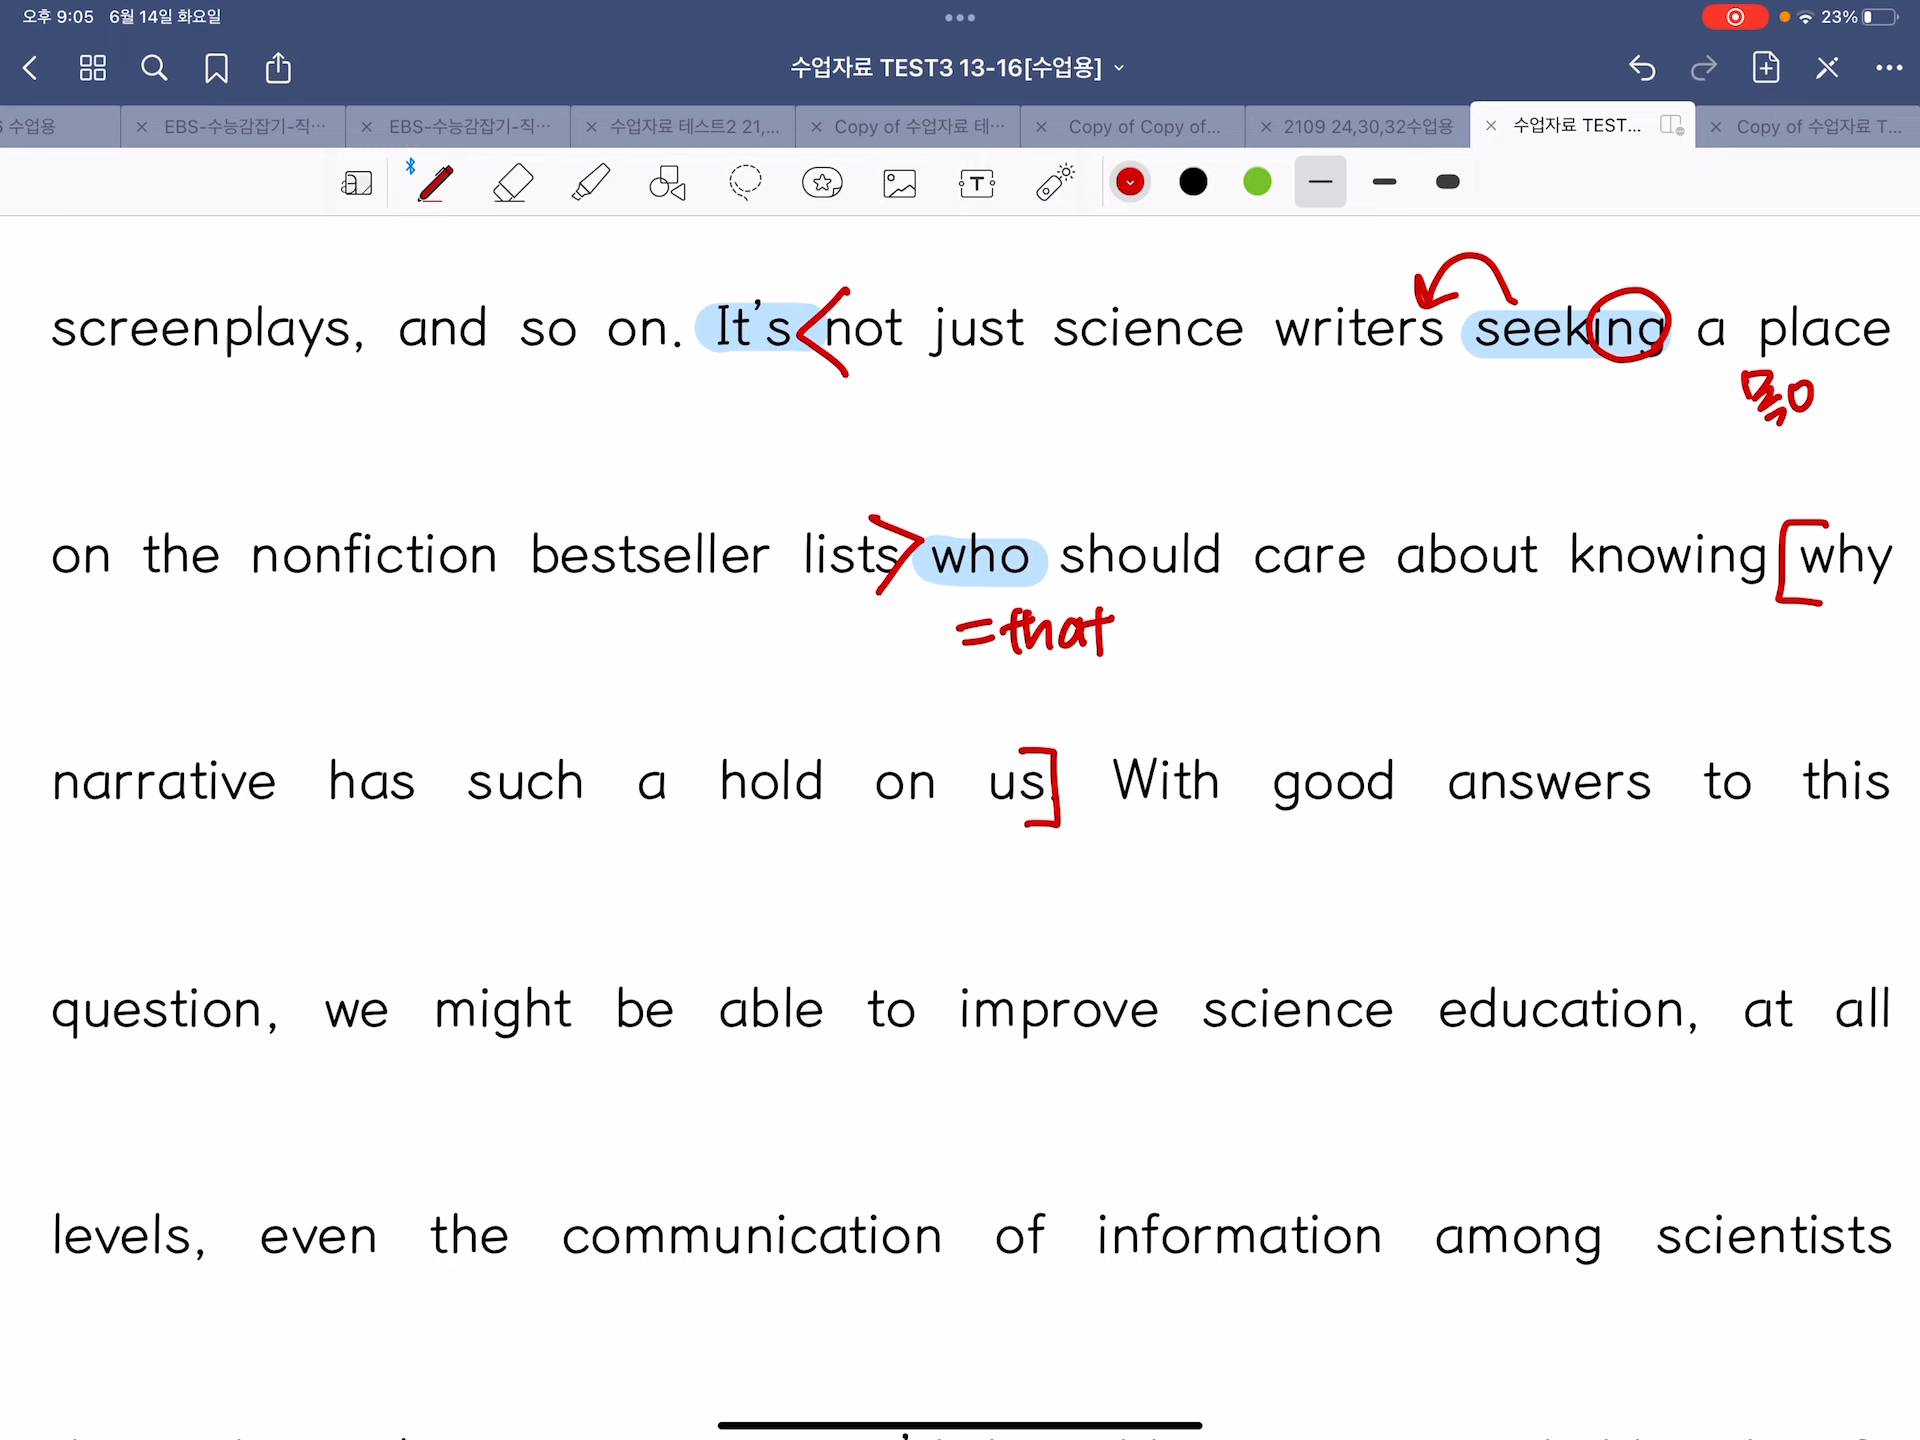 오후 9:05 6월 14일 화요일
23%
수업자료 TEST3 13-16[수업용]
수업용
EBS-수능감잡기-직…
EBS-수능감잡기-직…
수업자료 테스트2 21,...
Copy of 수업자료 테…
Copy of Copy of...
2109 24,30,32수업용
수업자료 TEST...
Copy of 수업자료 T...
screenplays, and so on. It's not just science writers seeking a place
목O
on the nonfiction bestseller lists who should care about knowing [why
=that
narrative has such a hold on us] With good answers to this
question, we might be able to improve science education, at all
levels, even the communication of information among scientists